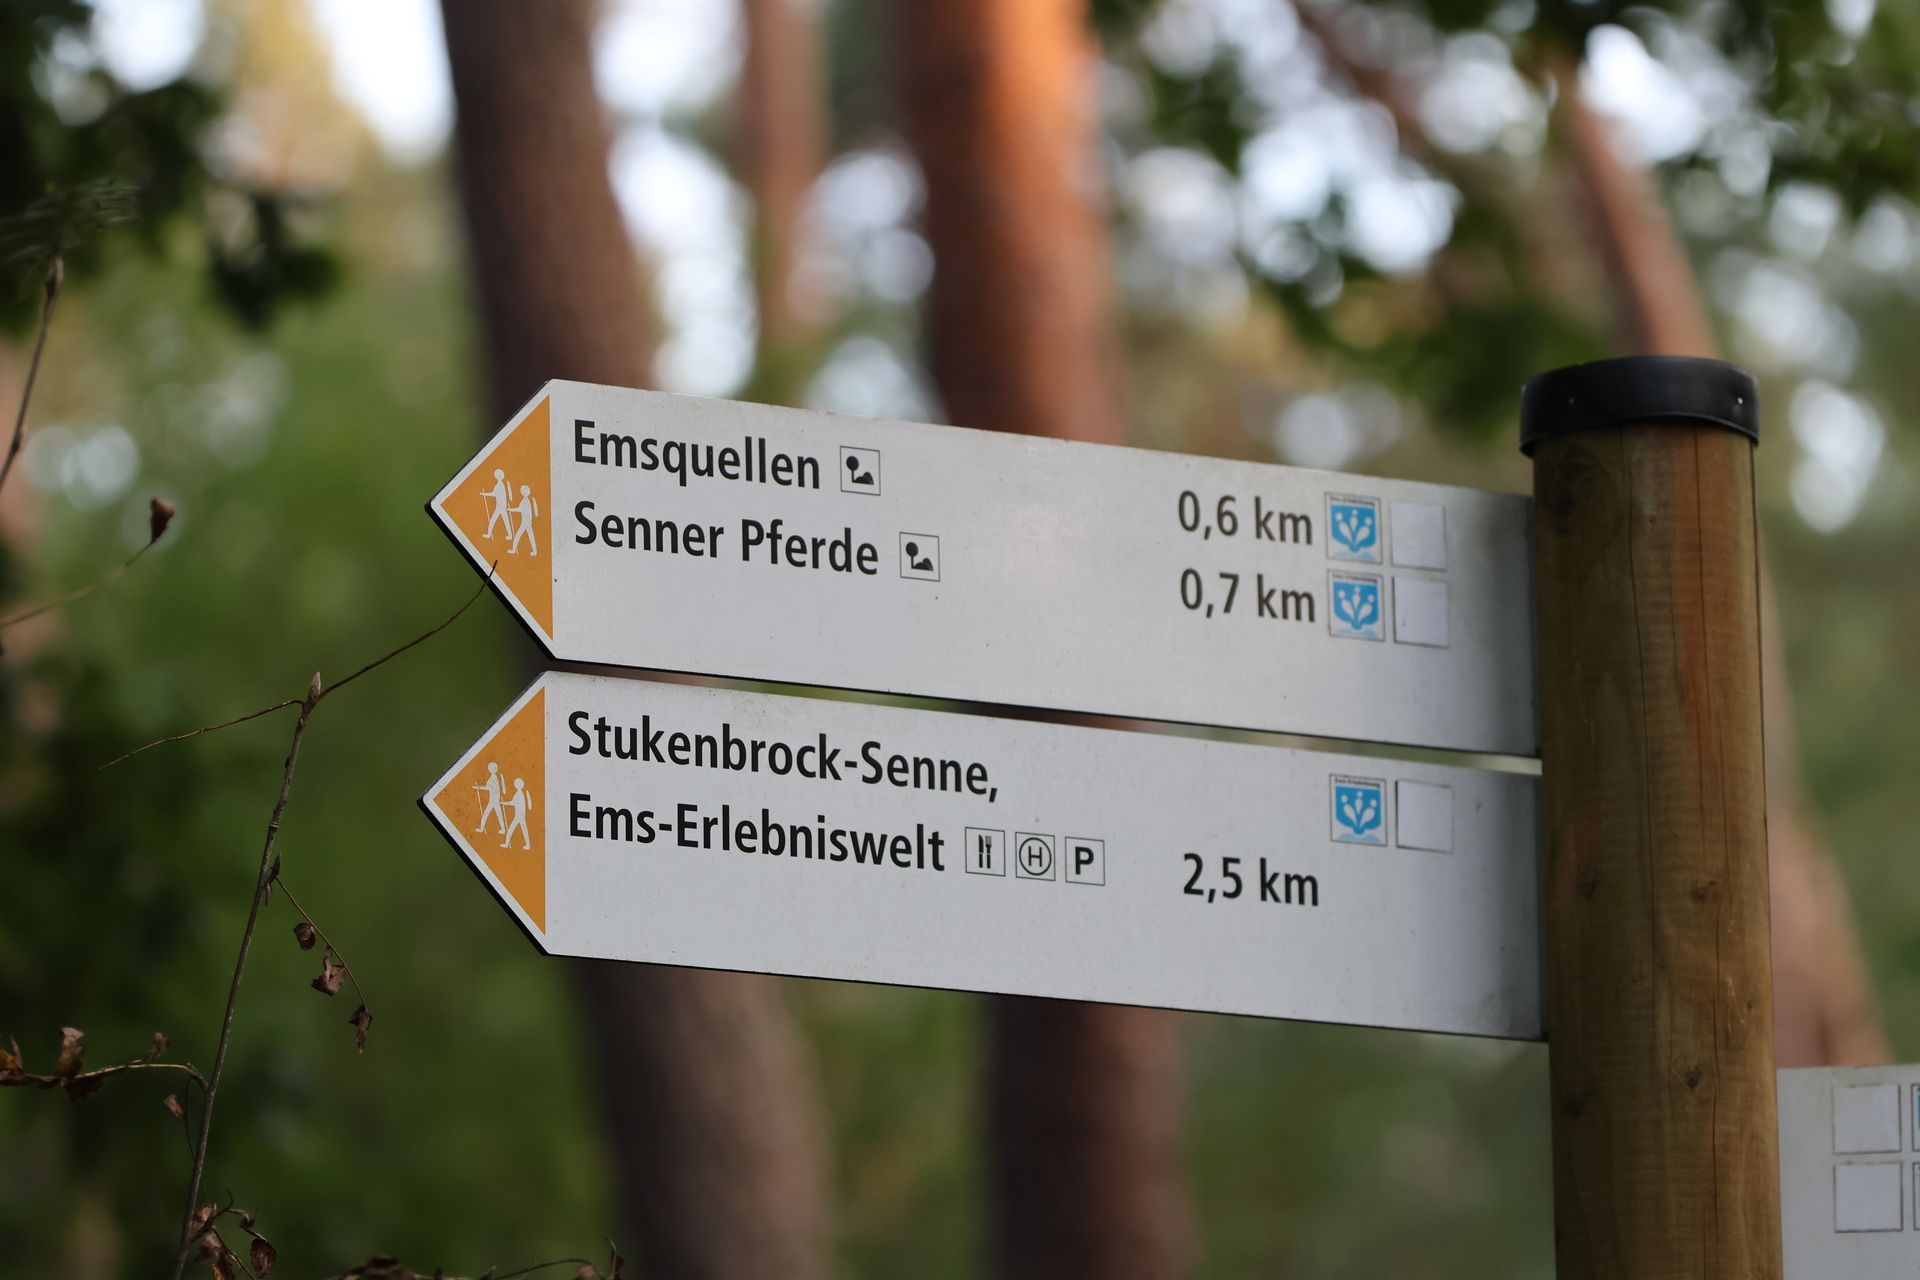 Emsquellen
0,6 km
Senner Pferde
0,7 km
Stukenbrock-Senne,
Ems-Erlebniswelt H P 2,5 km